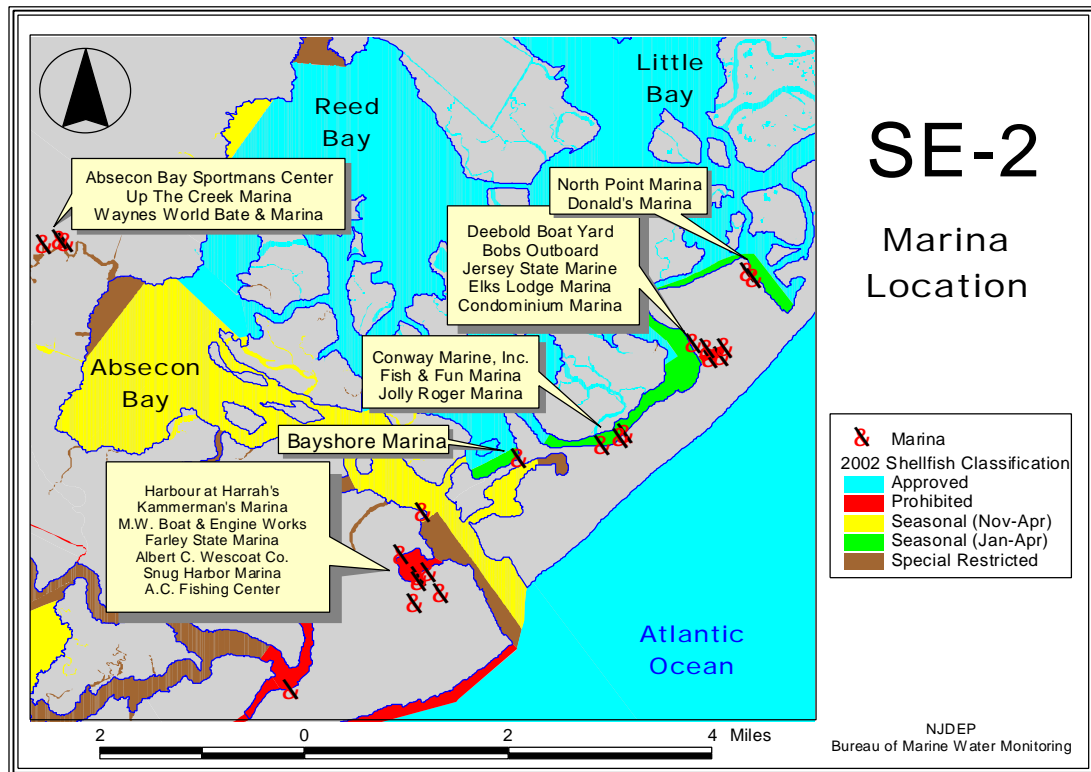 SE-2
Marina
Location
Reed
Bay
Little
Bay
Absecon Bay Sportmans Center
Up The Creek Marina
Waynes World Bate & Marina
North Point Marina
Donald's Marina
Deebold Boat Yard
Bobs Outboard
Jersey State Marine
Elks Lodge Marina
Condominium Marina
Absecon
Bay
Conway Marine, Inc.
Fish & Fun Marina
Jolly Roger Marina
Bayshore Marina
Harbour at Harrah's
Kammerman's Marina
M.W. Boat & Engine Works
Farley State Marina
Albert C. Wescoat Co.
Snug Harbor Marina
A.C. Fishing Center
Atlantic
Ocean
& Marina
2002 Shellfish Classification
Approved
Prohibited
Seasonal (Nov-Apr)
Seasonal (Jan-Apr)
Special Restricted
2 0 2 4 Miles
NJDEP
Bureau of Marine Water Monitoring